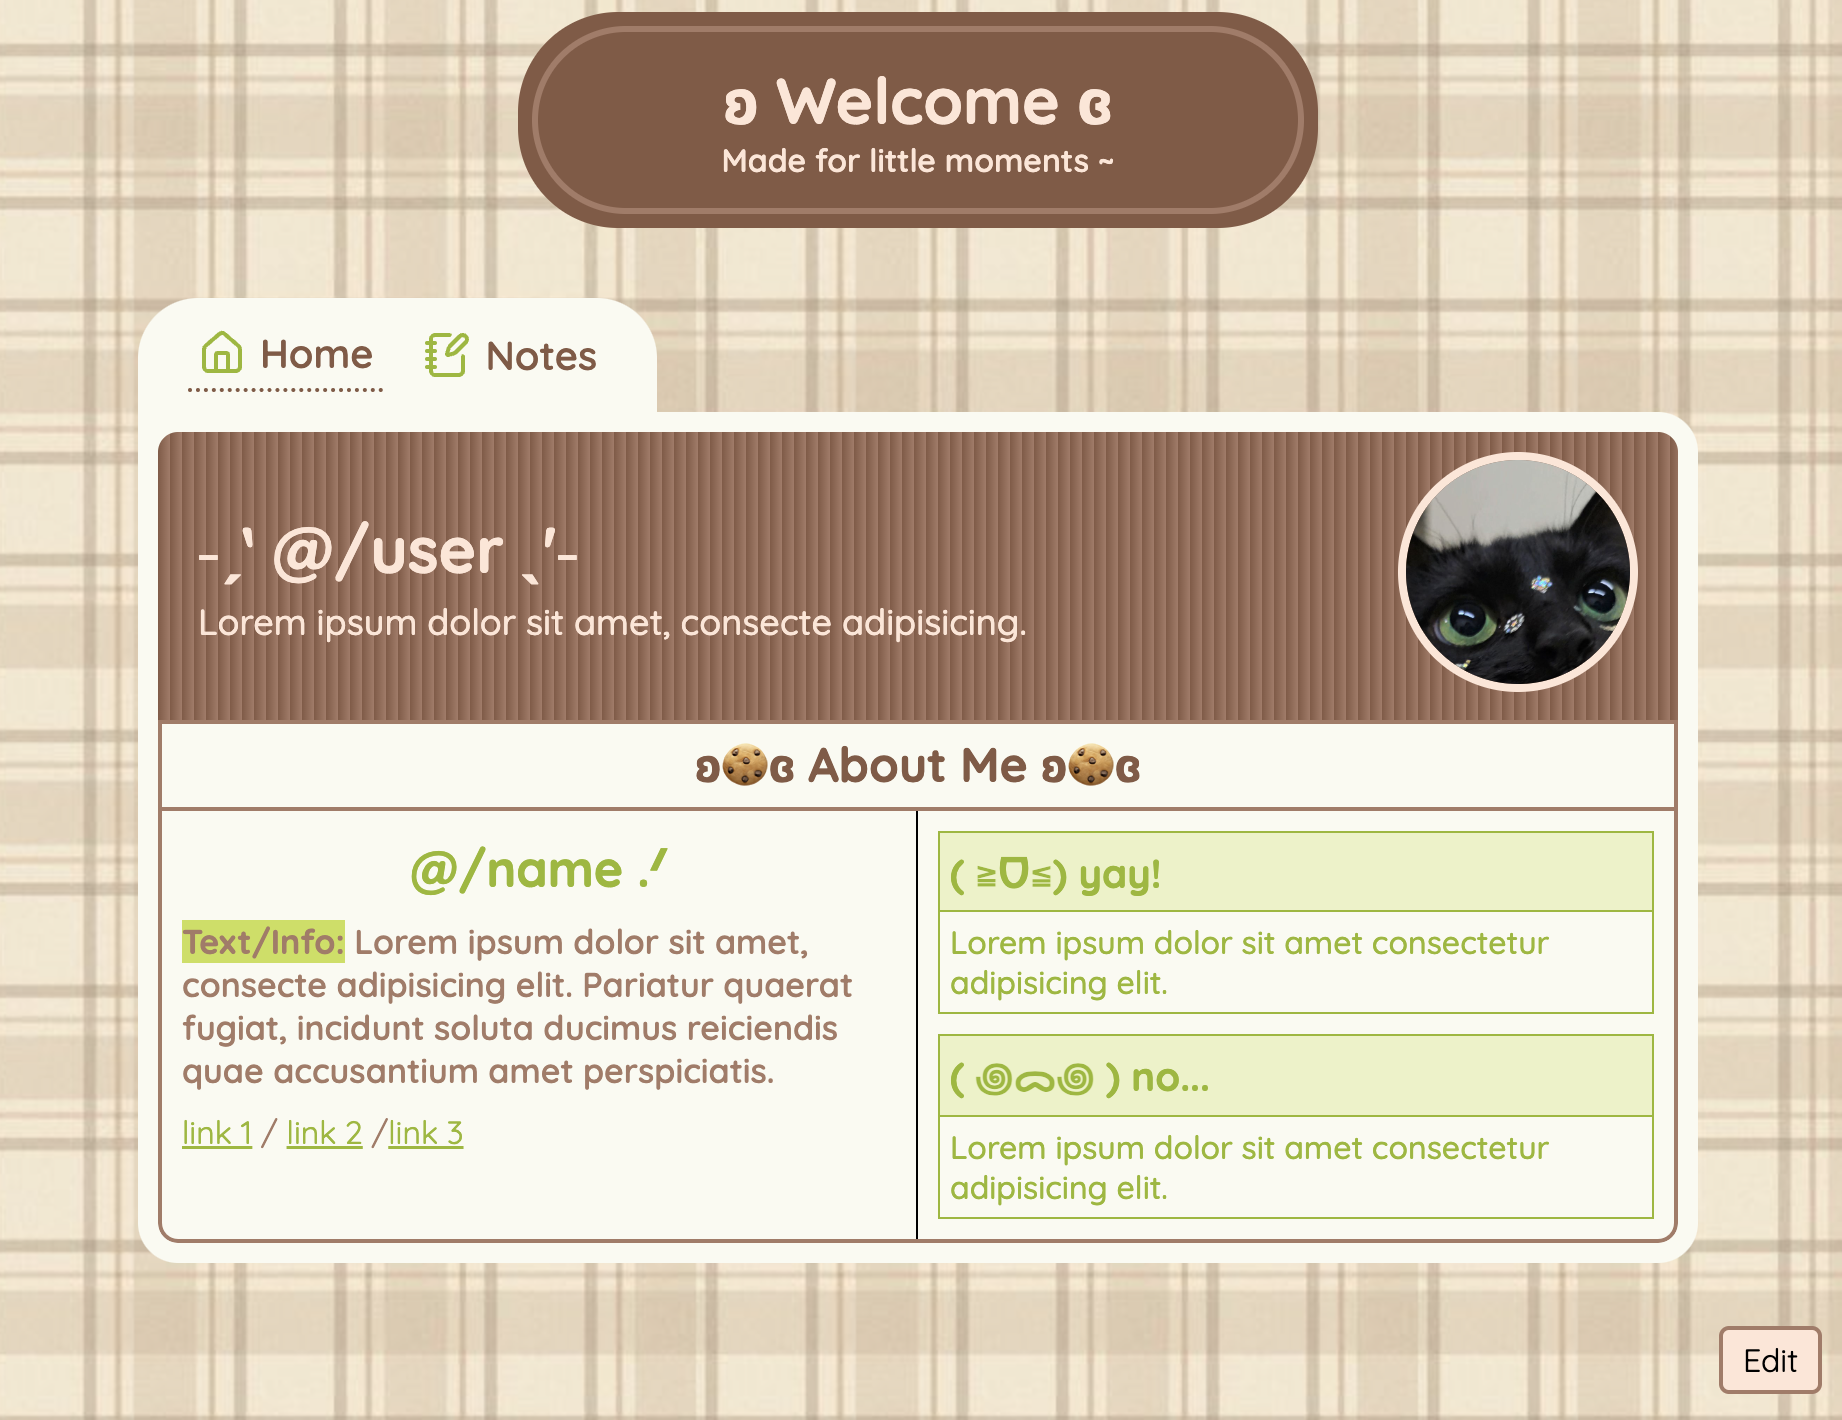 ʚ Welcome ɞ
Made for little moments ~
Home
Notes
- ̗̀ @/user ̖́-
Lorem ipsum dolor sit amet, consecte adipisicing.
ʚ🍪ɞ About Me ʚ🍪ɞ
@/name .ᐟ
Text/Info: Lorem ipsum dolor sit amet,
consecte adipisicing elit. Pariatur quaerat
fugiat, incidunt soluta ducimus reiciendis
quae accusantium amet perspiciatis.
link 1 / link 2 /link 3
( ≧ᗜ≦) yay!
Lorem ipsum dolor sit amet consectetur
adipisicing elit.
( ꩜ ᯅ ꩜ ) no...
Lorem ipsum dolor sit amet consectetur
adipisicing elit.
Edit